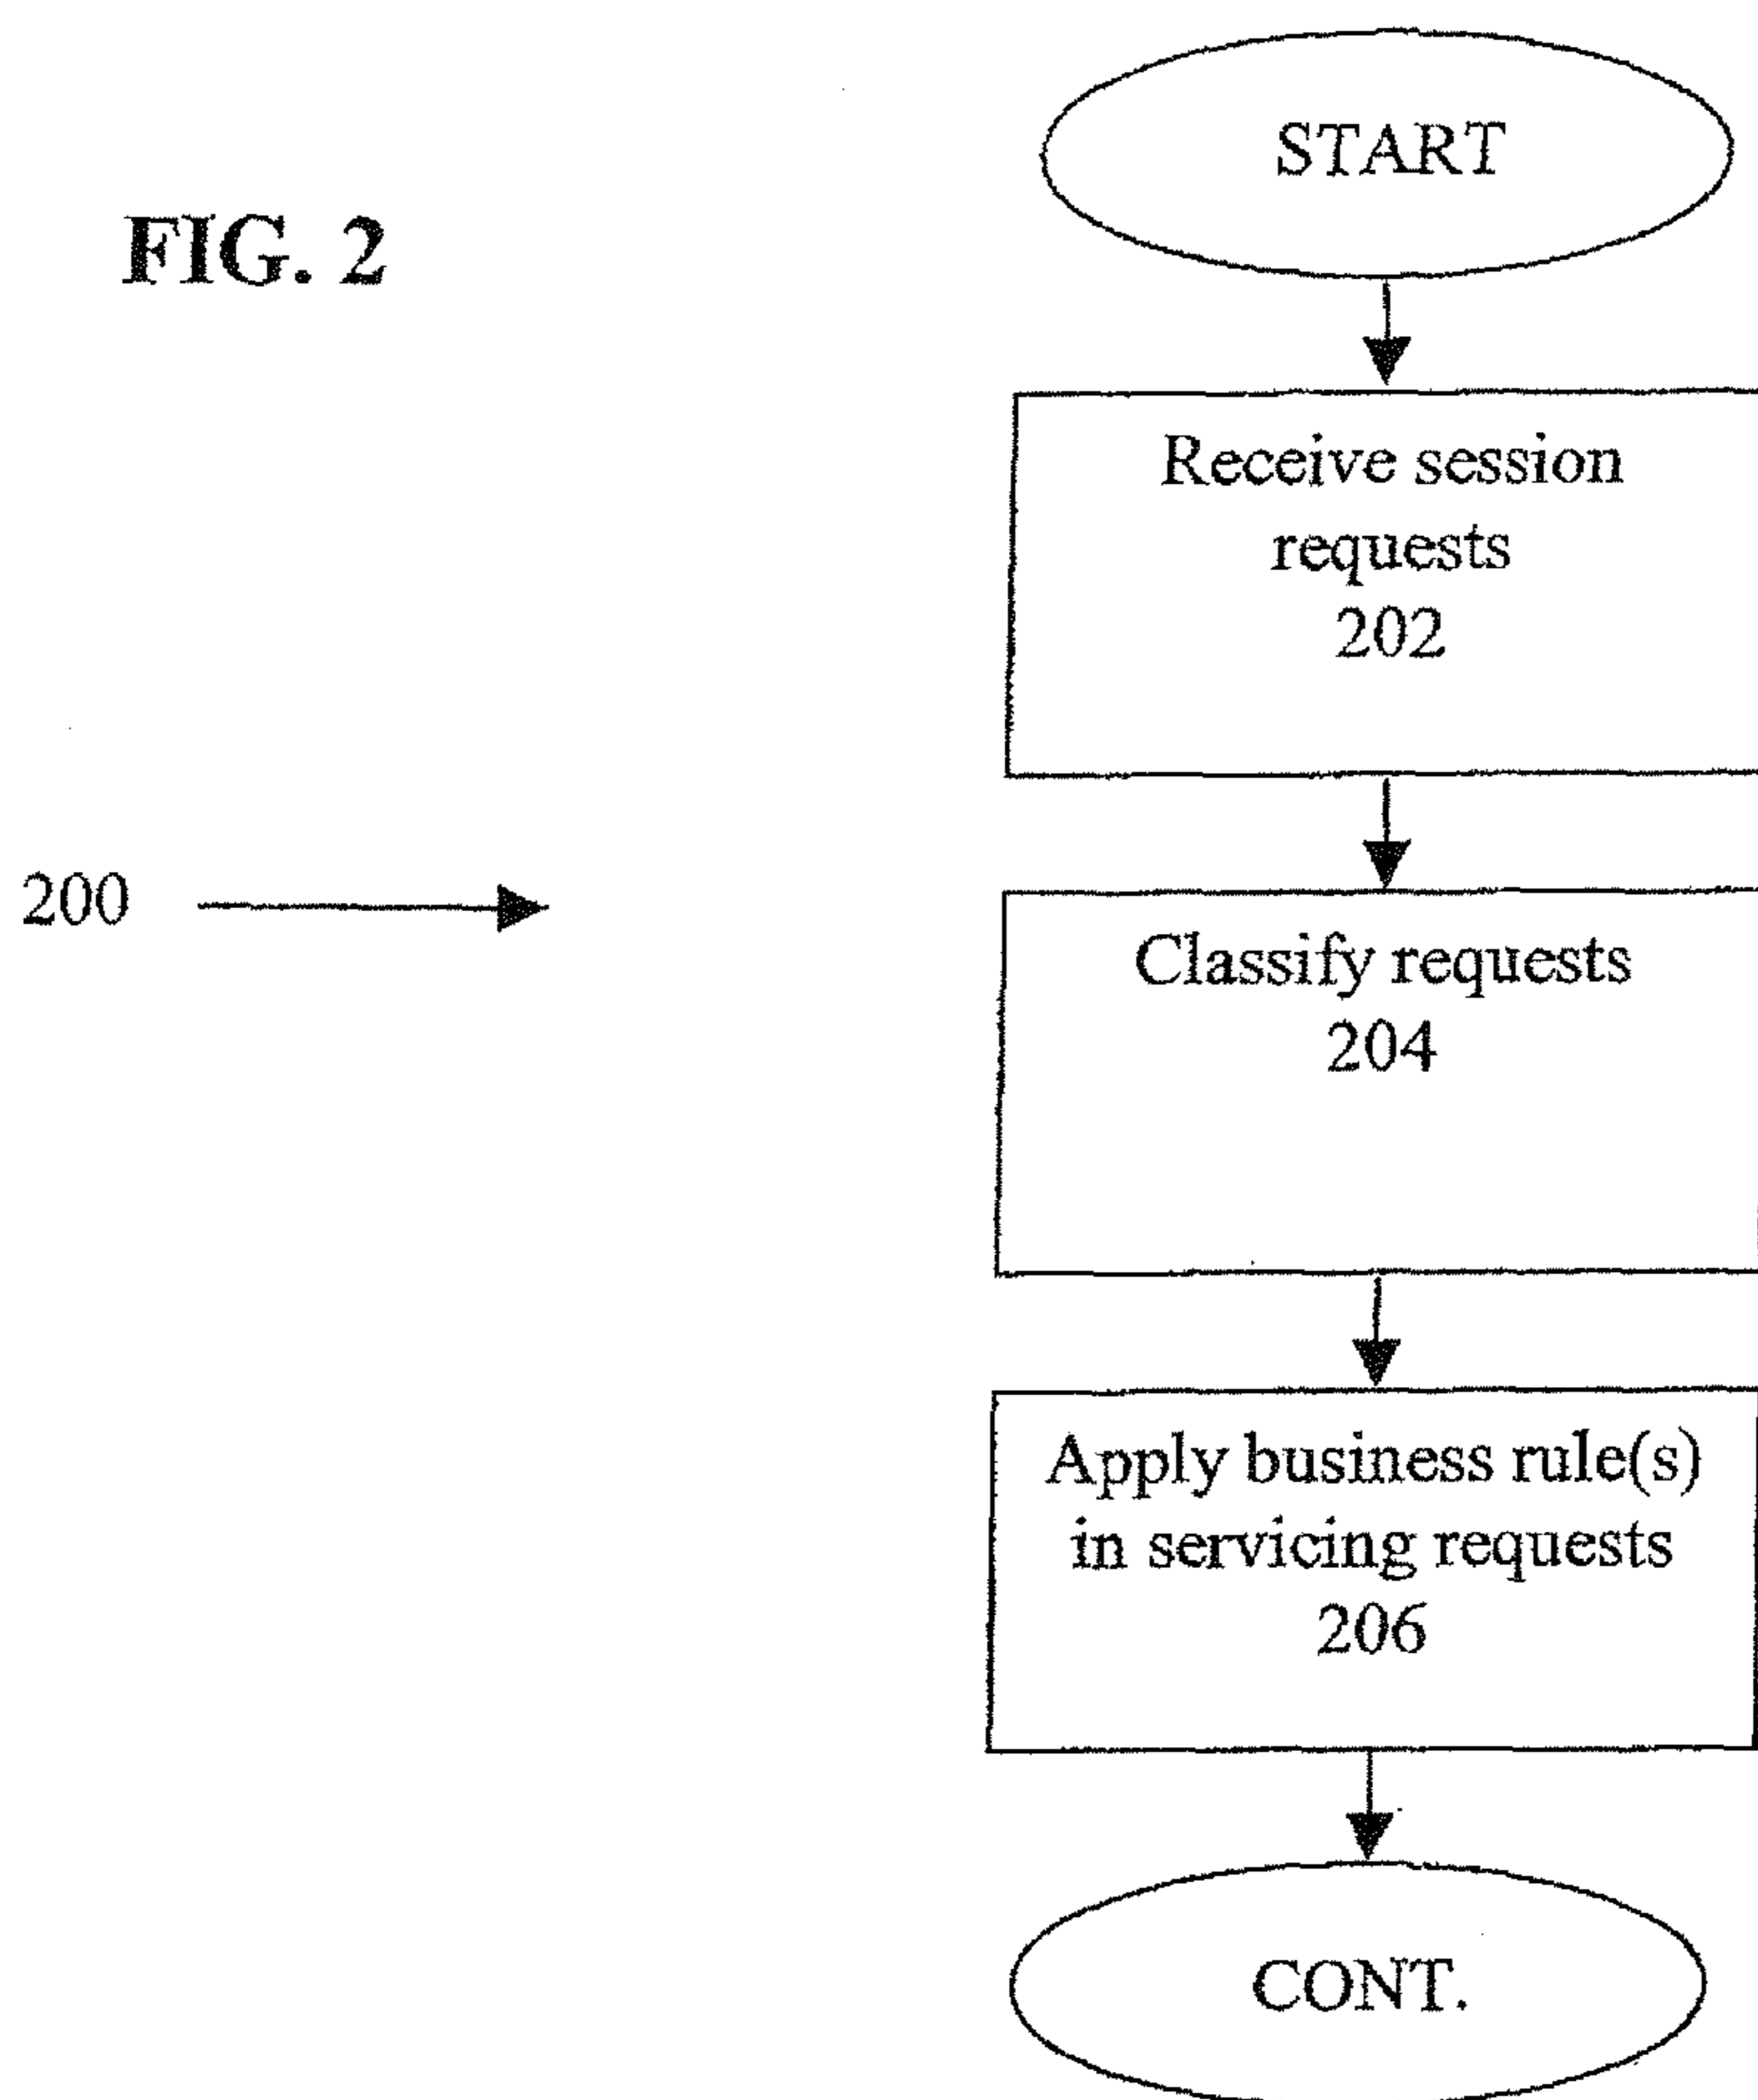 FIG. 2
START
Receive session
requests
202
200
Classify requests
204
Apply business rule(s)
in servicing requests
206
CONT.